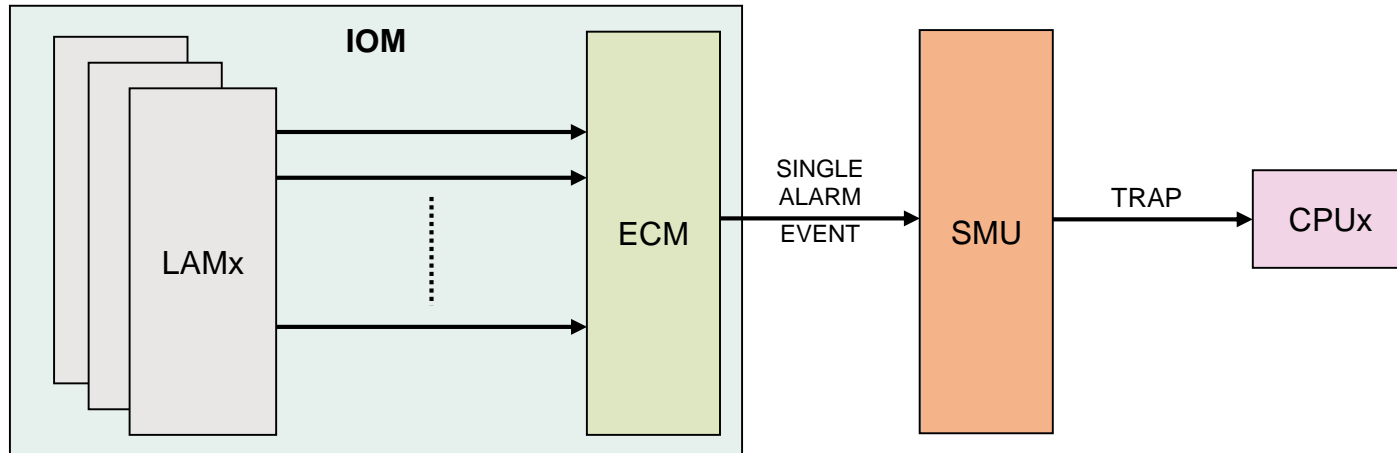 IOM
LAMx
ECM
SINGLE
ALARM
EVENT
SMU
TRAP
CPUx